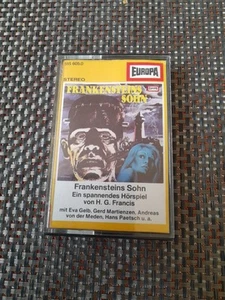 STEREO
EUROPA
FRANKENSTEINS
SOHN
Frankensteins Sohn
Ein spannendes Hörspiel
von H. G. Francis
mit Eva Gelb, Gerd Martienzen, Andreas
von der Meden, Hans Paetsch u. a.